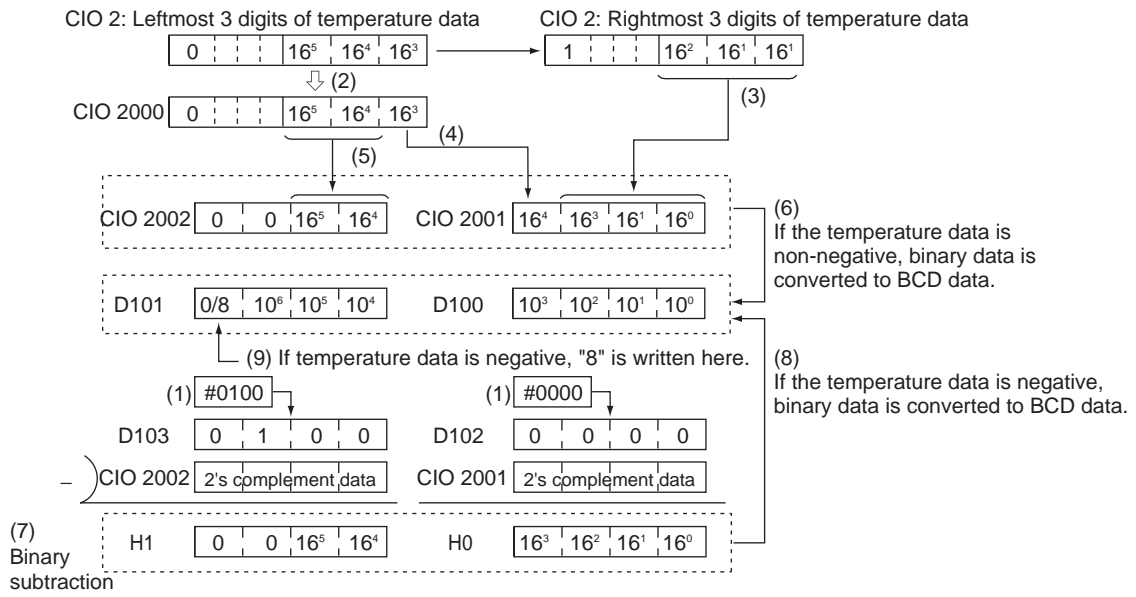 CIO 2: Leftmost 3 digits of temperature data
CIO 2: Rightmost 3 digits of temperature data
0 16⁵ 16⁴ 16³
1 16² 16¹ 16¹
(2)
(3)
CIO 2000 0 16⁵ 16⁴ 16³
(4)
(5)
CIO 2002 0 0 16⁵ 16⁴
CIO 2001 16⁴ 16³ 16¹ 16⁰
(6)
If the temperature data is
non-negative, binary data is
converted to BCD data.
D101 0/8 10⁶ 10⁵ 10⁴
D100 10³ 10² 10¹ 10⁰
(9) If temperature data is negative, "8" is written here.
(8)
If the temperature data is negative,
binary data is converted to BCD data.
(1) #0100
(1) #0000
D103 0 1 0 0
D102 0 0 0 0
– CIO 2002 2's complement data
CIO 2001 2's complement data
(7)
Binary
subtraction
H1 0 0 16⁵ 16⁴
H0 16³ 16² 16¹ 16⁰